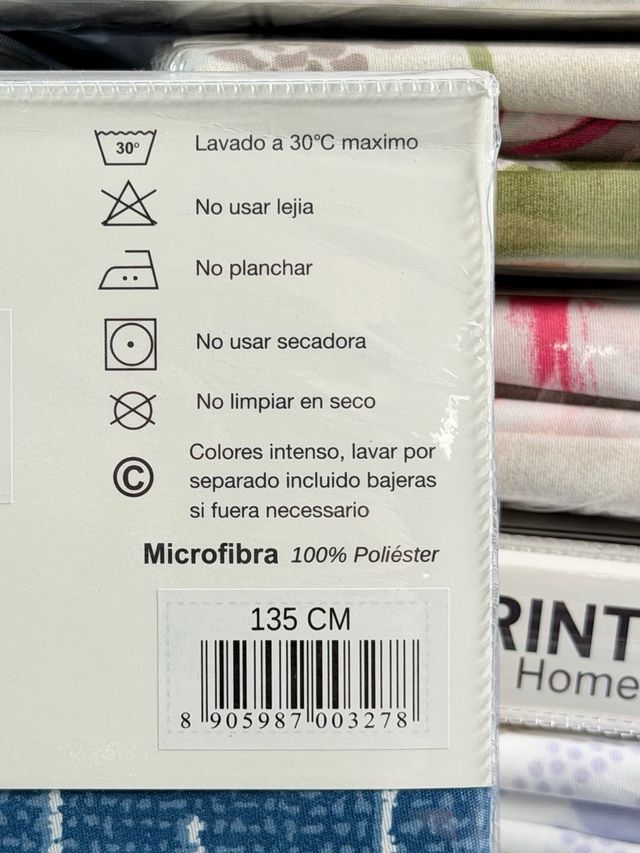 30°
Lavado a 30°C maximo
No usar lejia
No planchar
No usar secadora
No limpiar en seco
©
Colores intenso, lavar por
separado incluido bajeras
si fuera necessario
Microfibra 100% Poliéster
135 CM
8 905987 003278
RINT
Home